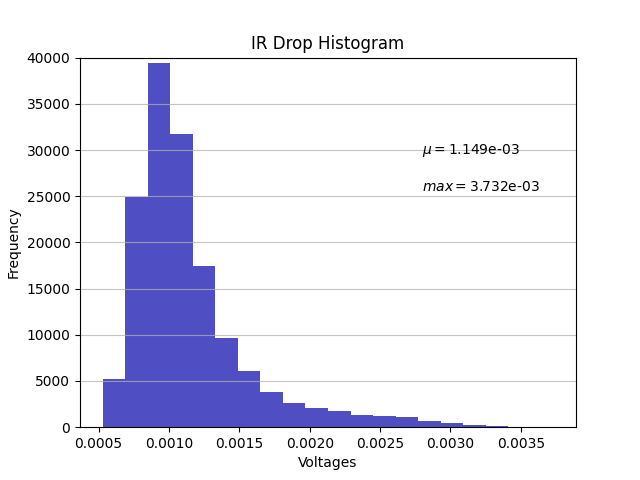 IR Drop Histogram
40000
35000
30000
25000
20000
15000
10000
5000
0
Frequency
μ = 1.149e-03
max = 3.732e-03
0.0005 0.0010 0.0015 0.0020 0.0025 0.0030 0.0035
Voltages